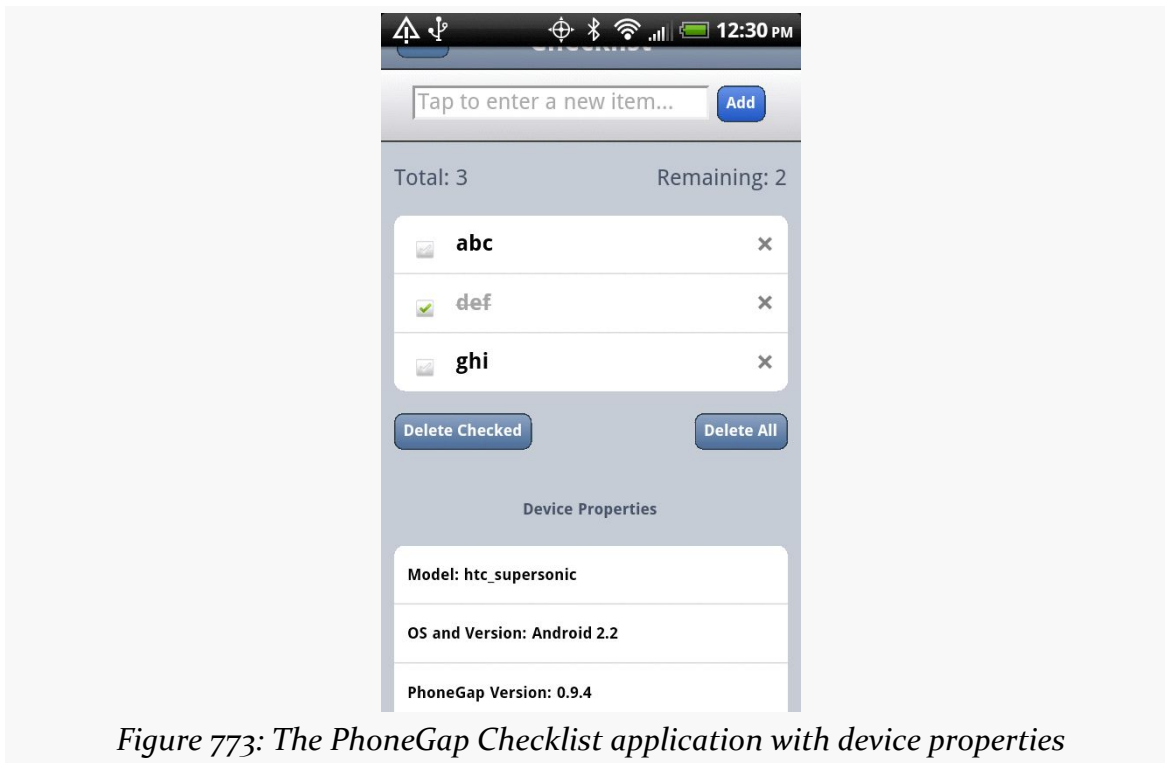 12:30 PM
Tap to enter a new item...
Add
Total: 3
Remaining: 2
abc
def
ghi
Delete Checked
Delete All
Device Properties
Model: htc_supersonic
OS and Version: Android 2.2
PhoneGap Version: 0.9.4
Figure 773: The PhoneGap Checklist application with device properties